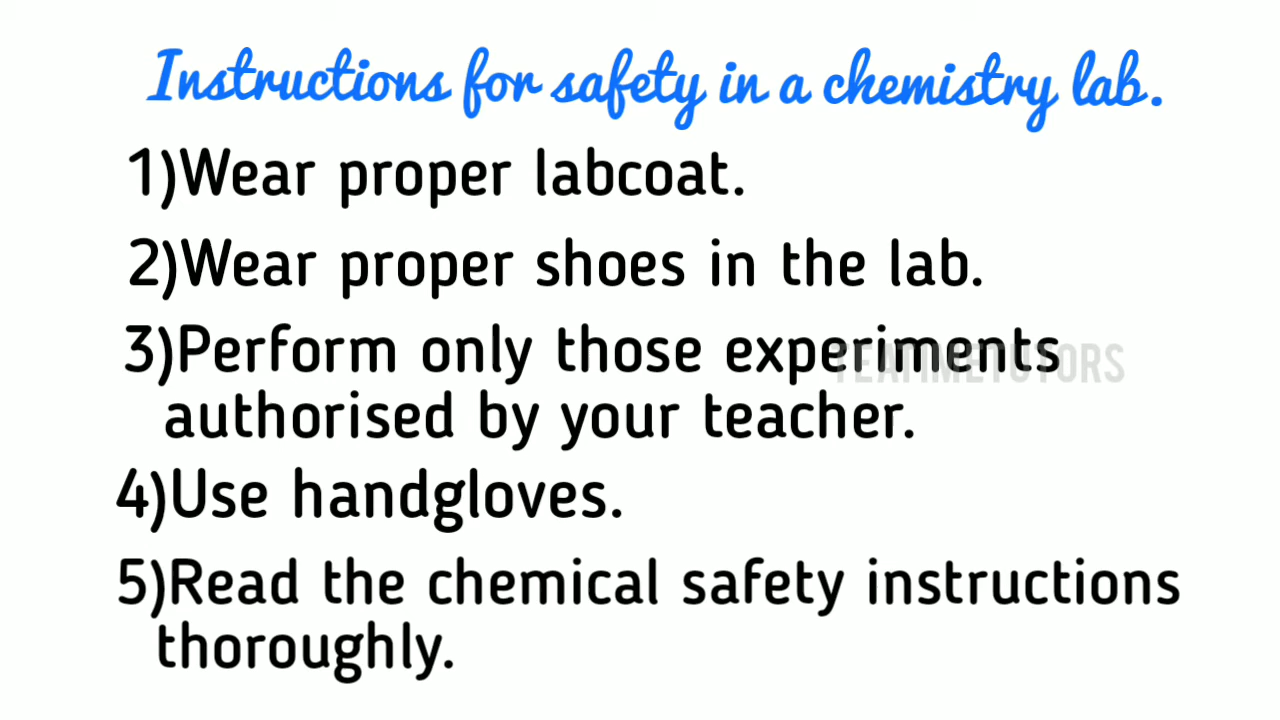 Instructions for safety in a chemistry lab.
1)Wear proper labcoat.
2)Wear proper shoes in the lab.
3)Perform only those experiments
TEATIMETUTORS
authorised by your teacher.
4)Use handgloves.
5)Read the chemical safety instructions
thoroughly.